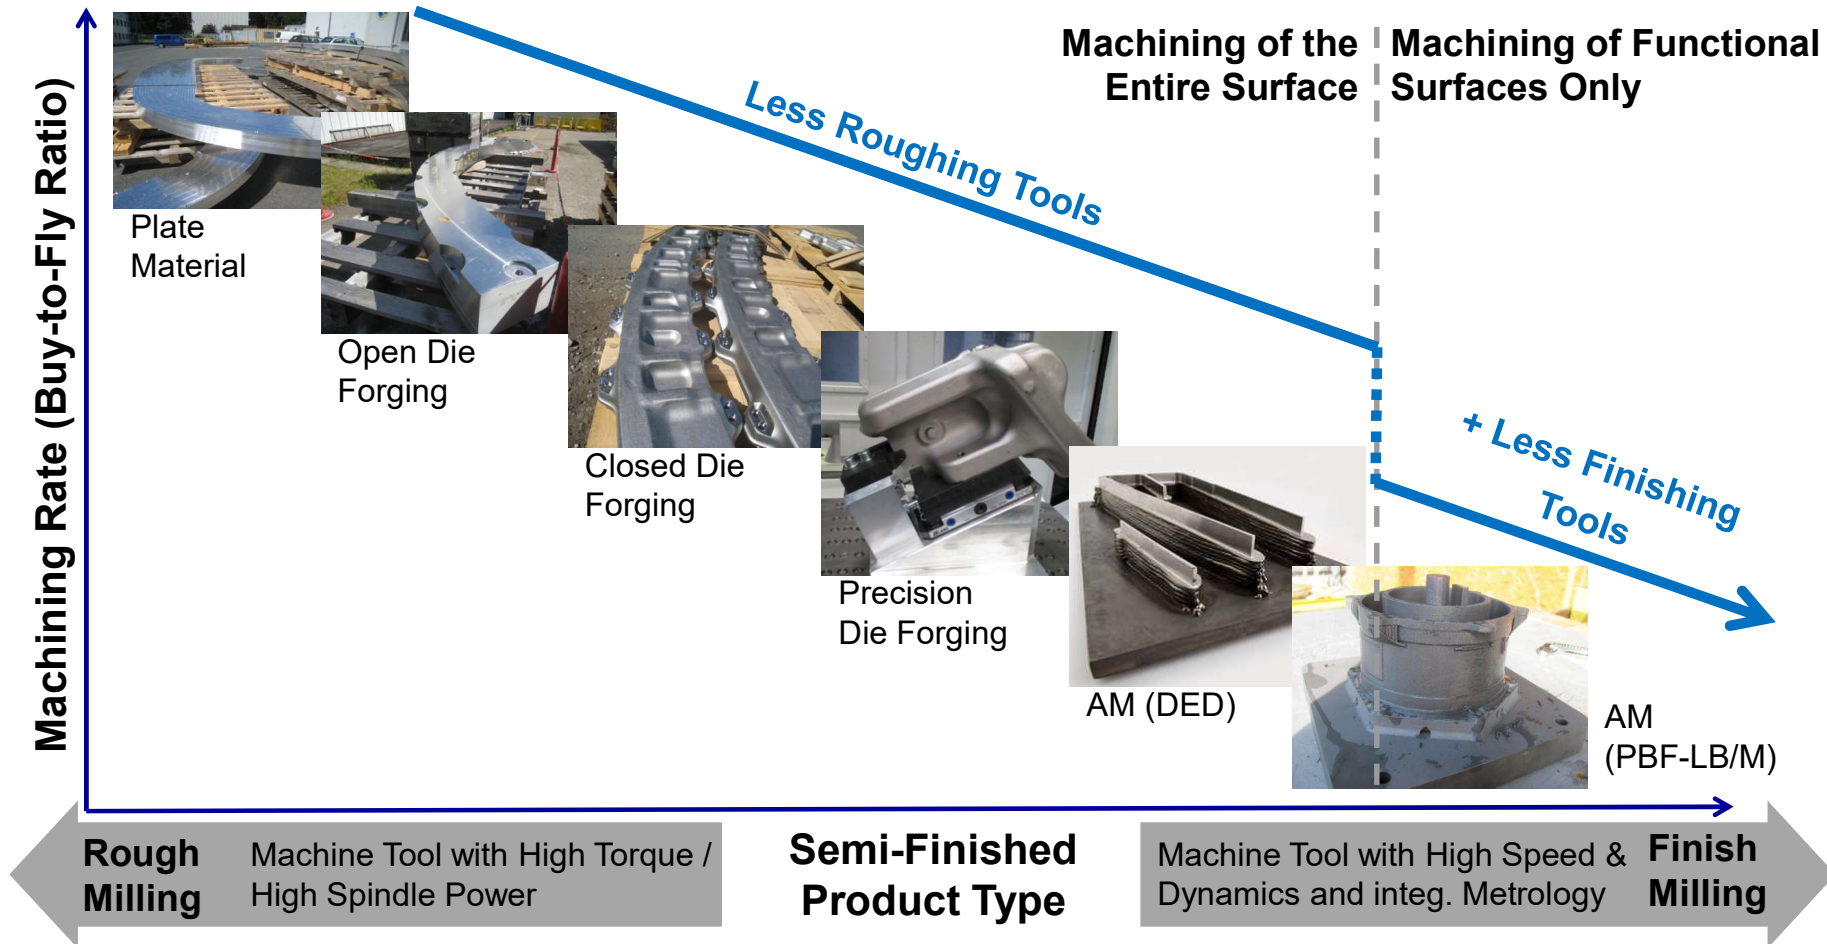 Machining Rate (Buy-to-Fly Ratio)
Machining of the
Entire Surface
Machining of Functional
Surfaces Only
Less Roughing Tools
+ Less Finishing
Tools
Plate
Material
Open Die
Forging
Closed Die
Forging
Precision
Die Forging
AM (DED)
AM
(PBF-LB/M)
Rough
Milling
Machine Tool with High Torque /
High Spindle Power
Semi-Finished
Product Type
Machine Tool with High Speed &
Dynamics and integ. Metrology
Finish
Milling